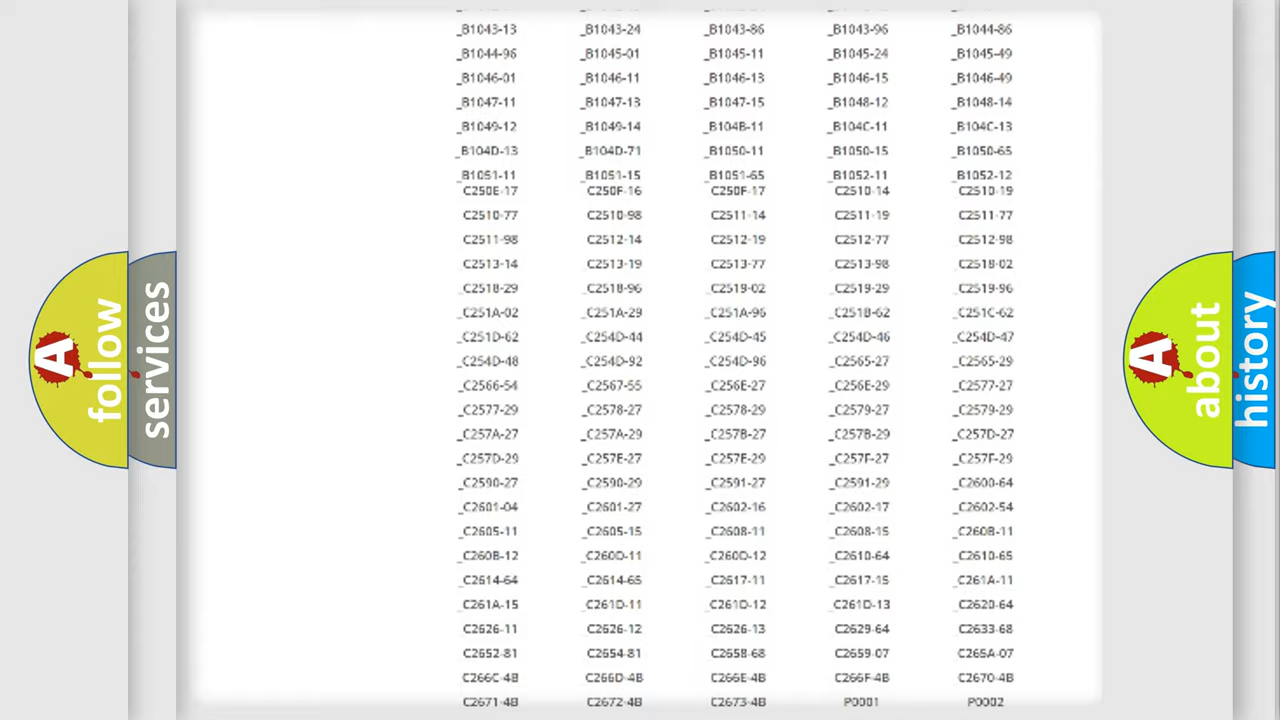 _B1043-13 _B1043-24 _B1043-86 _B1043-96 _B1044-86
_B1044-96 _B1045-01 _B1045-11 _B1045-24 _B1045-49
_B1046-01 _B1046-11 _B1046-13 _B1046-15 _B1046-49
_B1047-11 _B1047-13 _B1047-15 _B1048-12 _B1048-14
_B1049-12 _B1049-14 _B104B-11 _B104C-11 _B104C-13
_B104D-13 _B104D-71 _B1050-11 _B1050-15 _B1050-65
_B1051-11 _B1051-15 _B1051-65 _B1052-11 _B1052-12
C250E-17 C250F-16 C250F-17 C2510-14 C2510-19
C2510-77 C2510-98 C2511-14 C2511-19 C2511-77
C2511-98 C2512-14 C2512-19 C2512-77 C2512-98
C2513-14 C2513-19 C2513-77 C2513-98 C2518-02
_C2518-29 _C2518-96 _C2519-02 _C2519-29 _C2519-96
_C251A-02 _C251A-29 _C251A-96 _C251B-62 _C251C-62
_C251D-62 _C254D-44 _C254D-45 _C254D-46 _C254D-47
_C254D-48 _C254D-92 _C254D-96 _C2565-27 _C2565-29
_C2566-54 _C2567-55 _C256E-27 _C256E-29 _C2577-27
_C2577-29 _C2578-27 _C2578-29 _C2579-27 _C2579-29
_C257A-27 _C257A-29 _C257B-27 _C257B-29 _C257D-27
_C257D-29 _C257E-27 _C257E-29 _C257F-27 _C257F-29
_C2590-27 _C2590-29 _C2591-27 _C2591-29 _C2600-64
_C2601-04 _C2601-27 _C2602-16 _C2602-17 _C2602-54
_C2605-11 _C2605-15 _C2608-11 _C2608-15 _C260B-11
_C260B-12 _C260D-11 _C260D-12 _C2610-64 _C2610-65
_C2614-64 _C2614-65 _C2617-11 _C2617-15 _C261A-11
_C261A-15 _C261D-11 _C261D-12 _C261D-13 _C2620-64
C2626-11 C2626-12 C2626-13 C2629-64 C2633-68
C2652-81 C2654-81 C2658-68 C2659-07 C265A-07
C266C-4B C266D-4B C266E-4B C266F-4B C2670-4B
C2671-4B C2672-4B C2673-4B P0001 P0002
A follow
services
A about
history